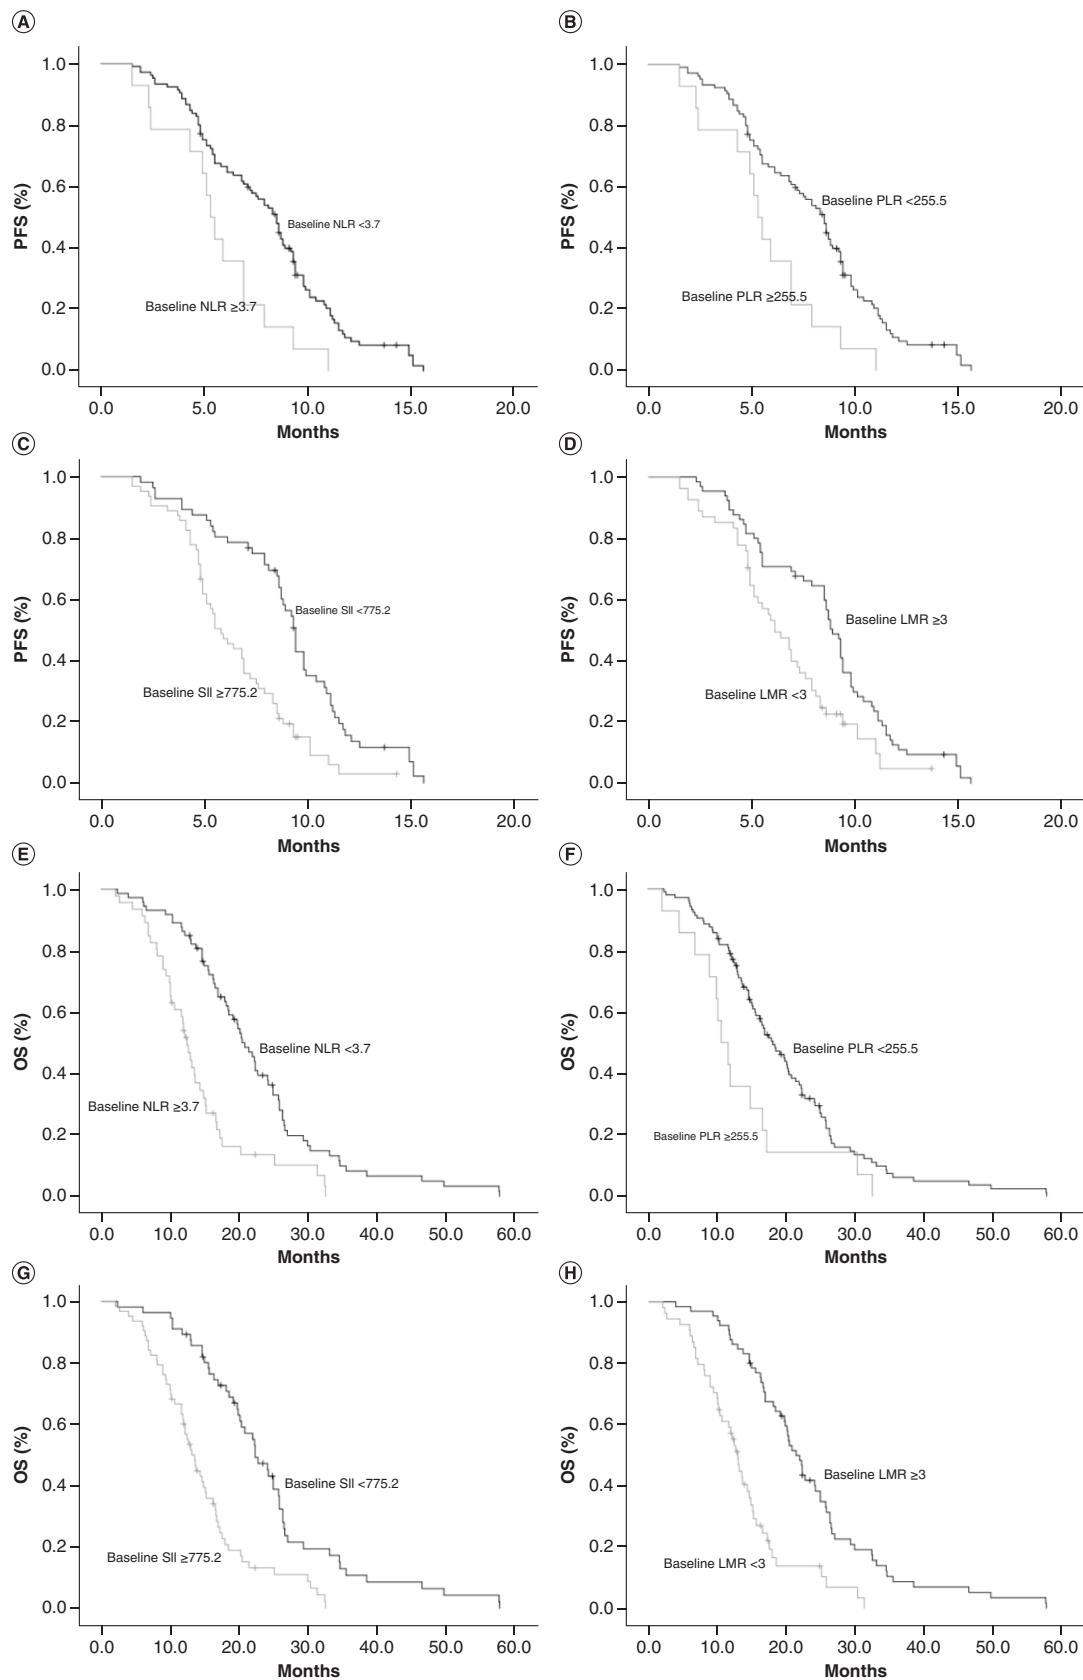 A
1.0
0.8
0.6
0.4
0.2
0.0
PFS (%)
Baseline NLR <3.7
Baseline NLR ≥3.7
0.0 5.0 10.0 15.0 20.0
Months
B
1.0
0.8
0.6
0.4
0.2
0.0
PFS (%)
Baseline PLR <255.5
Baseline PLR ≥255.5
0.0 5.0 10.0 15.0 20.0
Months
C
1.0
0.8
0.6
0.4
0.2
0.0
PFS (%)
Baseline SII <775.2
Baseline SII ≥775.2
0.0 5.0 10.0 15.0 20.0
Months
D
1.0
0.8
0.6
0.4
0.2
0.0
PFS (%)
Baseline LMR ≥3
Baseline LMR <3
0.0 5.0 10.0 15.0 20.0
Months
E
1.0
0.8
0.6
0.4
0.2
0.0
OS (%)
Baseline NLR <3.7
Baseline NLR ≥3.7
0.0 10.0 20.0 30.0 40.0 50.0 60.0
Months
F
1.0
0.8
0.6
0.4
0.2
0.0
OS (%)
Baseline PLR <255.5
Baseline PLR ≥255.5
0.0 10.0 20.0 30.0 40.0 50.0 60.0
Months
G
1.0
0.8
0.6
0.4
0.2
0.0
OS (%)
Baseline SII <775.2
Baseline SII ≥775.2
0.0 10.0 20.0 30.0 40.0 50.0 60.0
Months
H
1.0
0.8
0.6
0.4
0.2
0.0
OS (%)
Baseline LMR ≥3
Baseline LMR <3
0.0 10.0 20.0 30.0 40.0 50.0 60.0
Months